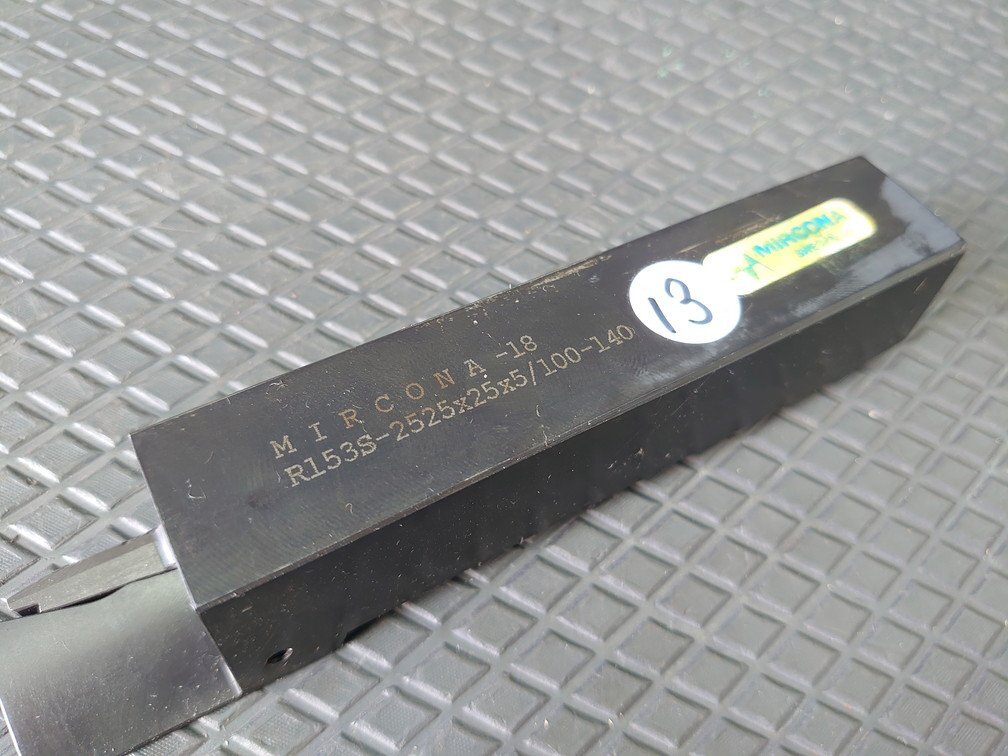 MIRCONA -18
R153S-2525x25x5/100-140
13
MIRCONA